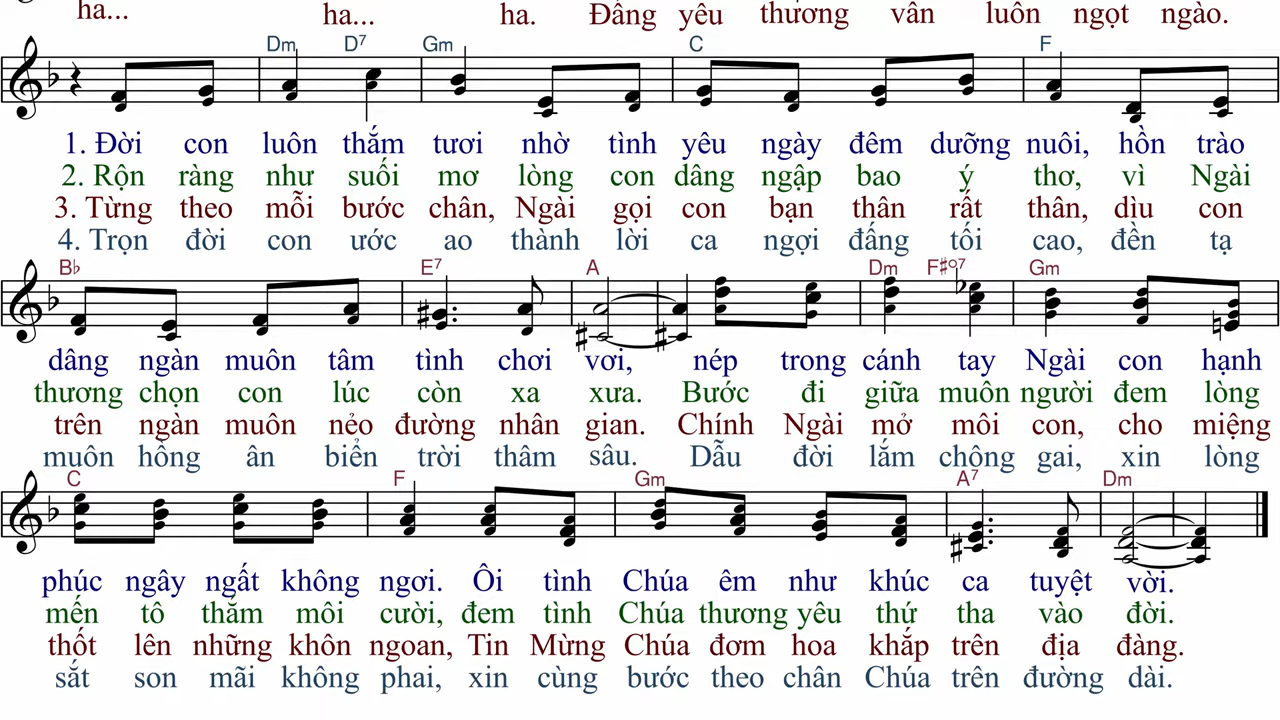 ha... ha... ha. Đấng yêu thương vẫn luôn ngọt ngào.
Dm D7 Gm C F
1. Đời con luôn thắm tươi nhờ tình yêu ngày đêm dưỡng nuôi, hồn trào
2. Rộn ràng như suối mơ lòng con dâng ngập bao ý thơ, vì Ngài
3. Từng theo mỗi bước chân, Ngài gọi con bạn thân rất thân, dìu con
4. Trọn đời con ước ao thành lời ca ngợi đấng tối cao, đền tạ
B♭ E7 A Dm F♯o7 Gm
dâng ngàn muôn tâm tình chơi vơi, nép trong cánh tay Ngài con hạnh
thương chọn con lúc còn xa xưa. Bước đi giữa muôn người đem lòng
trên ngàn muôn nẻo đường nhân gian. Chính Ngài mở môi con, cho miệng
muôn hồng ân biển trời thâm sâu. Dẫu đời lắm chông gai, xin lòng
C F Gm A7 Dm
phúc ngây ngất không ngơi. Ôi tình Chúa êm như khúc ca tuyệt vời.
mến tô thắm môi cười, đem tình Chúa thương yêu thứ tha vào đời.
thốt lên những khôn ngoan, Tin Mừng Chúa đơm hoa khắp trên địa đàng.
sắt son mãi không phai, xin cùng bước theo chân Chúa trên đường dài.